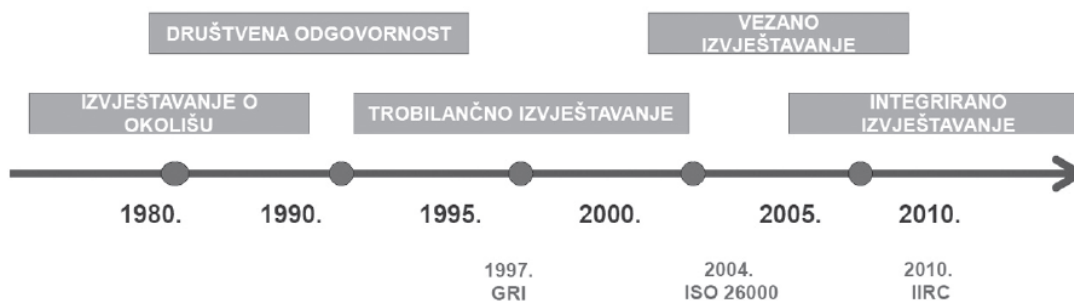 DRUŠTVENA ODGOVORNOST
VEZANO
IZVJEŠTAVANJE
IZVJEŠTAVANJE O
OKOLIŠU
TROBILANČNO IZVJEŠTAVANJE
INTEGRIRANO
IZVJEŠTAVANJE
1980.
1990.
1995.
2000.
2005.
2010.
1997.
GRI
2004.
ISO 26000
2010.
IIRC